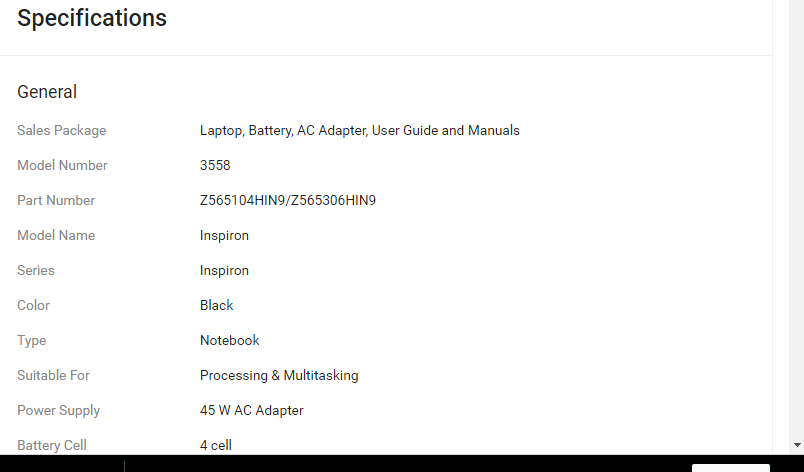 Specifications
General
Sales Package Laptop, Battery, AC Adapter, User Guide and Manuals
Model Number 3558
Part Number Z565104HIN9/Z565306HIN9
Model Name Inspiron
Series Inspiron
Color Black
Type Notebook
Suitable For Processing & Multitasking
Power Supply 45 W AC Adapter
Battery Cell 4 cell